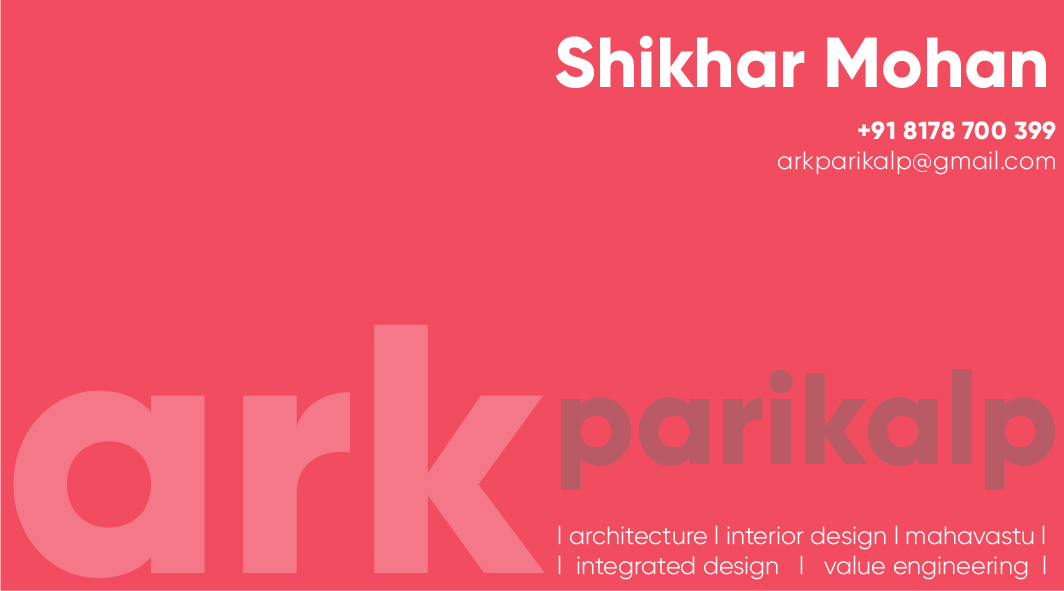 Shikhar Mohan
+91 8178 700 399
arkparikalp@gmail.com
ark parikalp
| architecture | interior design | mahavastu |
| integrated design | value engineering |